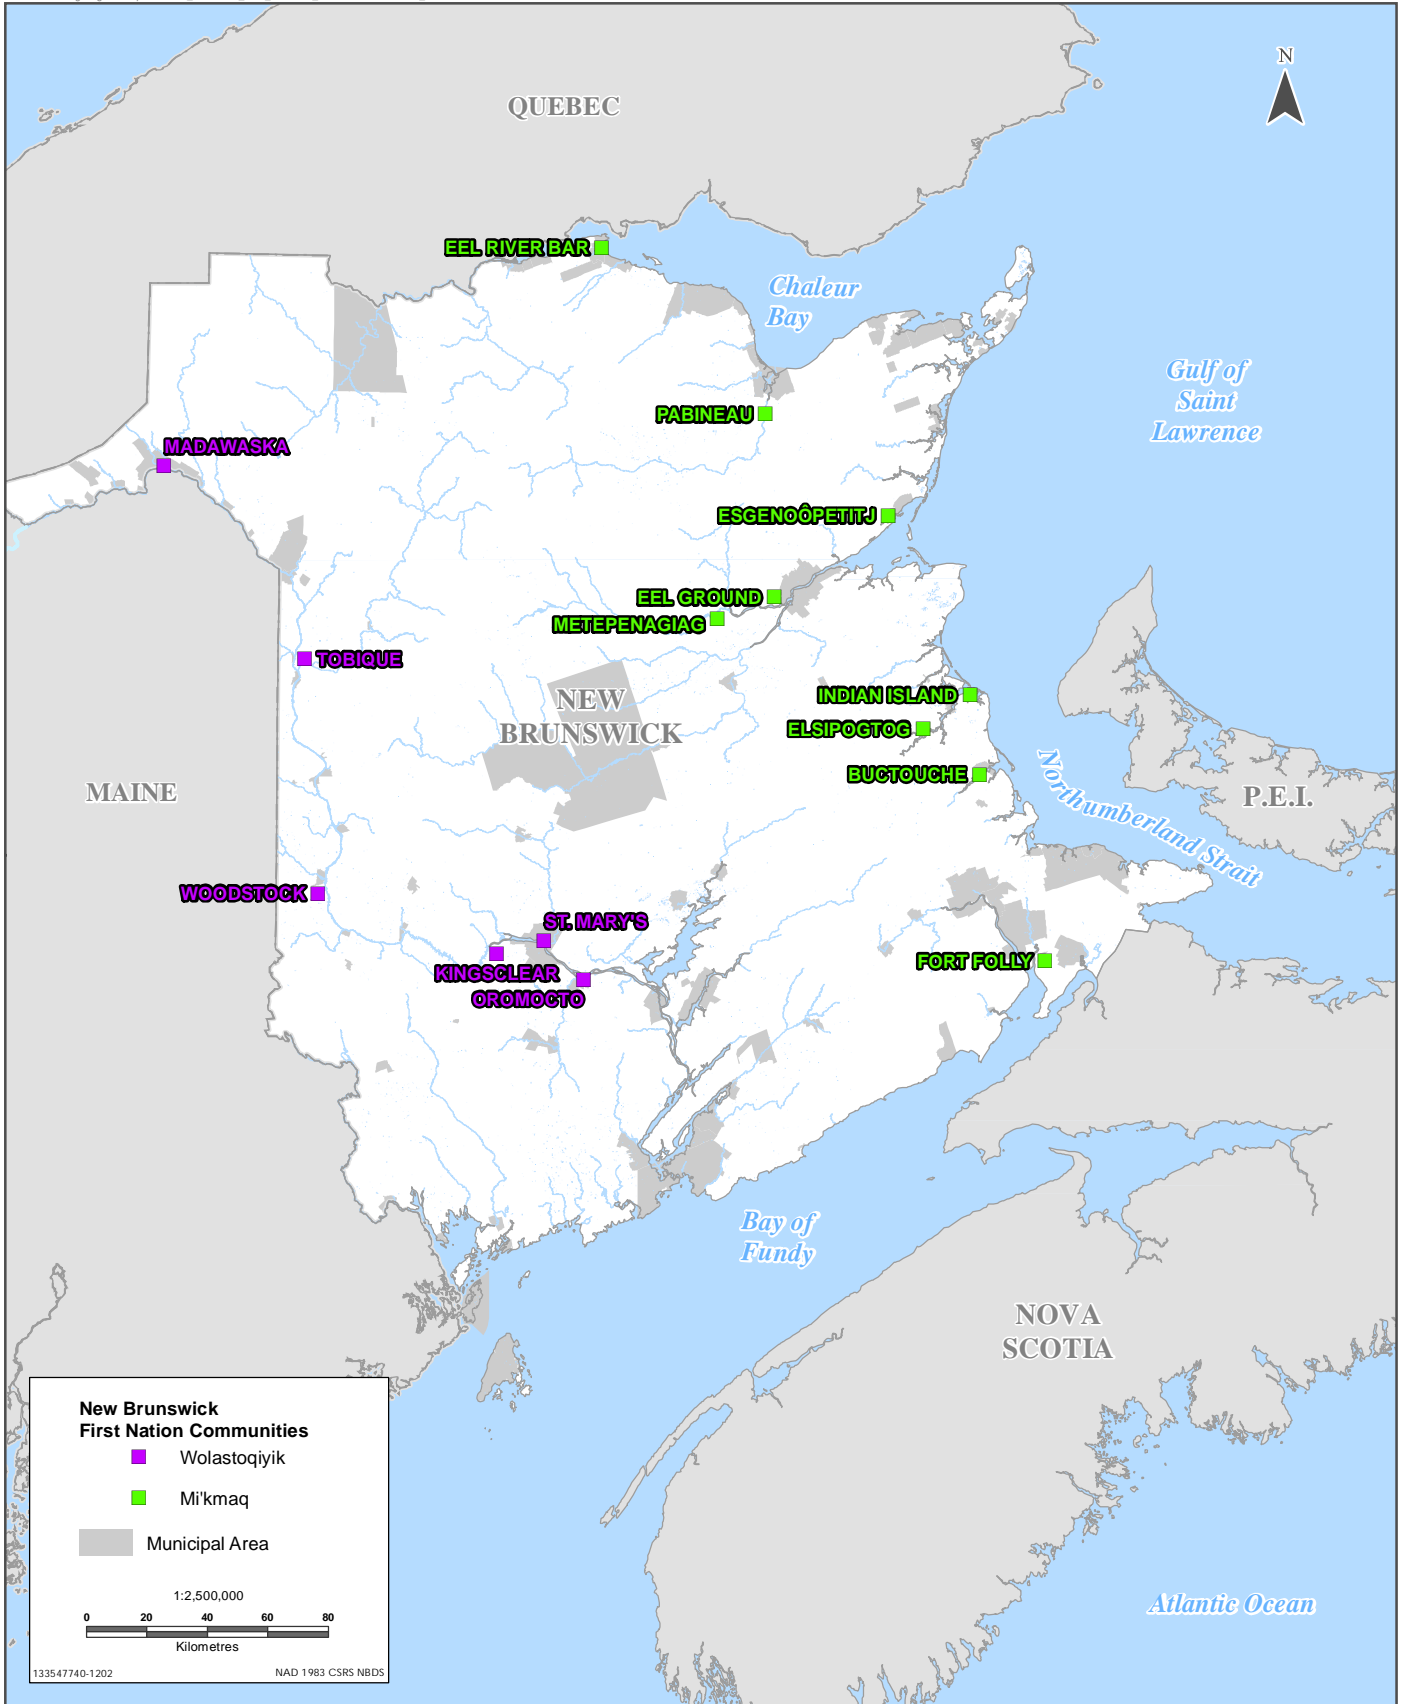 N
QUEBEC
EEL RIVER BAR
Chaleur
Bay
Gulf of
Saint
Lawrence
PABINEAU
MADAWASKA
ESGENOÔPETITJ
EEL GROUND
METEPENAGIAG
TOBIQUE
INDIAN ISLAND
NEW
BRUNSWICK
ELSIPOGTOG
BUCTOUCHE
MAINE
Northumberland Strait
P.E.I.
WOODSTOCK
ST. MARY'S
FORT FOLLY
KINGSCLEAR
OROMOCTO
Bay of
Fundy
NOVA
SCOTIA
Atlantic Ocean
New Brunswick
First Nation Communities
Wolastoqiyik
Mi'kmaq
Municipal Area
1:2,500,000
0 20 40 60 80
Kilometres
133547740-1202 NAD 1983 CSRS NBDS